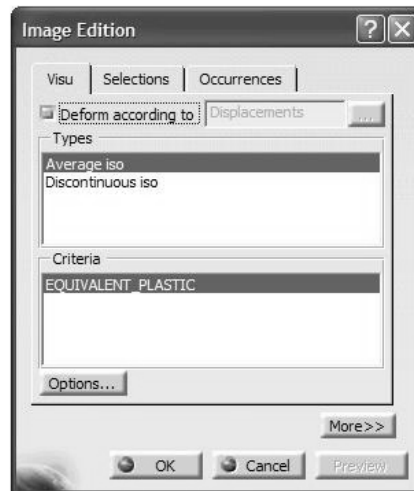 Image Edition
Visu Selections Occurrences
Deform according to Displacements ...
Types
Average iso
Discontinuous iso
Criteria
EQUIVALENT_PLASTIC
Options...
More>>
OK Cancel Preview